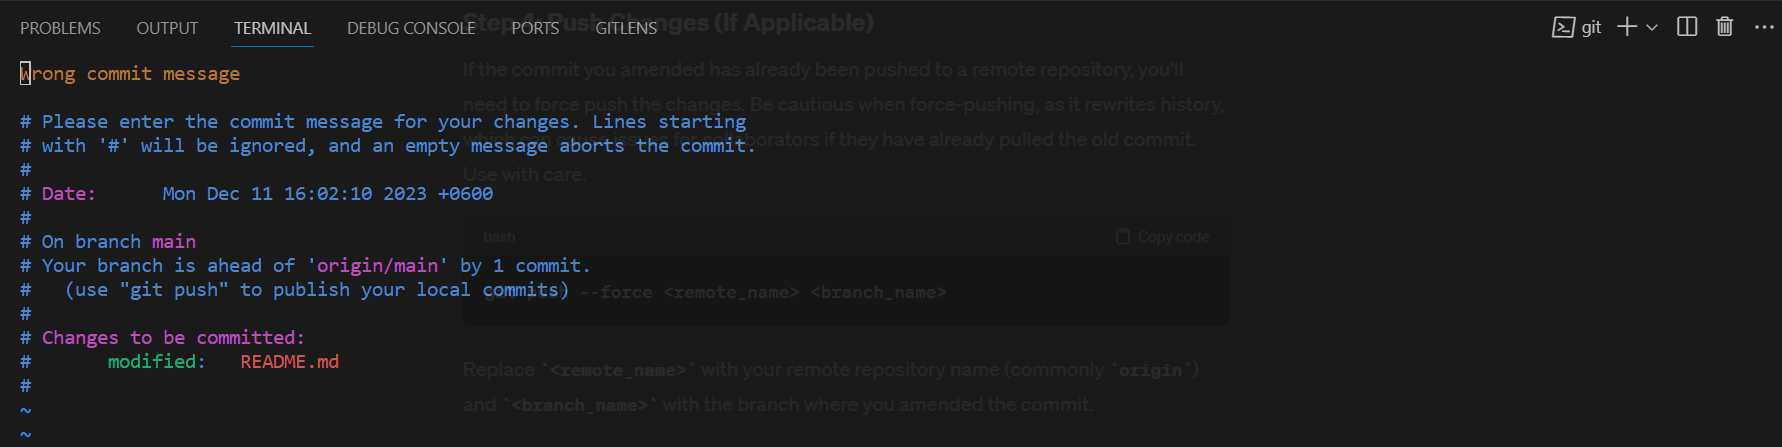 PROBLEMS OUTPUT TERMINAL DEBUG CONSOLE PORTS GITLENS git
Step 4: Push Changes (If Applicable)
Wrong commit message
# Please enter the commit message for your changes. Lines starting
# with '#' will be ignored, and an empty message aborts the commit.
#
# Date:      Mon Dec 11 16:02:10 2023 +0600
#
# On branch main
# Your branch is ahead of 'origin/main' by 1 commit.
#   (use "git push" to publish your local commits)
#
# Changes to be committed:
#       modified:   README.md
#
~
~
If the commit you amended has already been pushed to a remote repository, you'll
need to force push the changes. Be cautious when force-pushing, as it rewrites history,
which can cause issues for collaborators if they have already pulled the old commit.
Use with care.
bash Copy code
git push --force <remote_name> <branch_name>
Replace `<remote_name>` with your remote repository name (commonly `origin`)
and `<branch_name>` with the branch where you amended the commit.